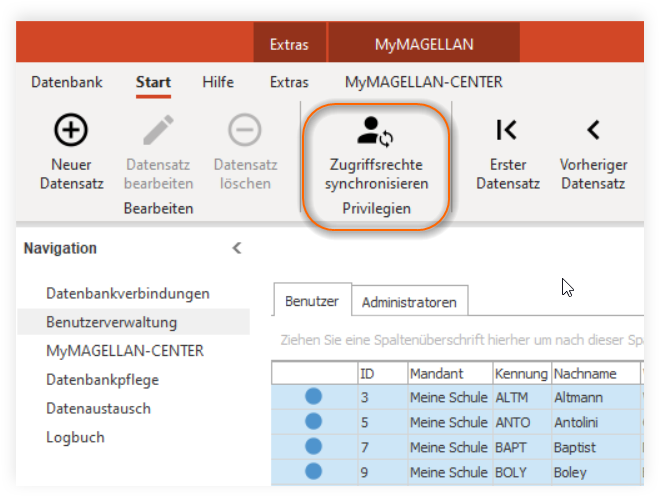 Extras MyMAGELLAN
Datenbank Start Hilfe Extras MyMAGELLAN-CENTER
Neuer Datensatz Datensatz Zugriffsrechte Erster Vorheriger
Datensatz bearbeiten löschen synchronisieren Datensatz Datensatz
Bearbeiten Privilegien
Navigation
Datenbankverbindungen
Benutzerverwaltung
MyMAGELLAN-CENTER
Datenbankpflege
Datenaustausch
Logbuch
Benutzer Administratoren
Ziehen Sie eine Spaltenüberschrift hierher um nach dieser
ID Mandant Kennung Nachname
3 Meine Schule ALTM Altmann
5 Meine Schule ANTO Antolini
7 Meine Schule BAPT Baptist
9 Meine Schule BOLY Boley